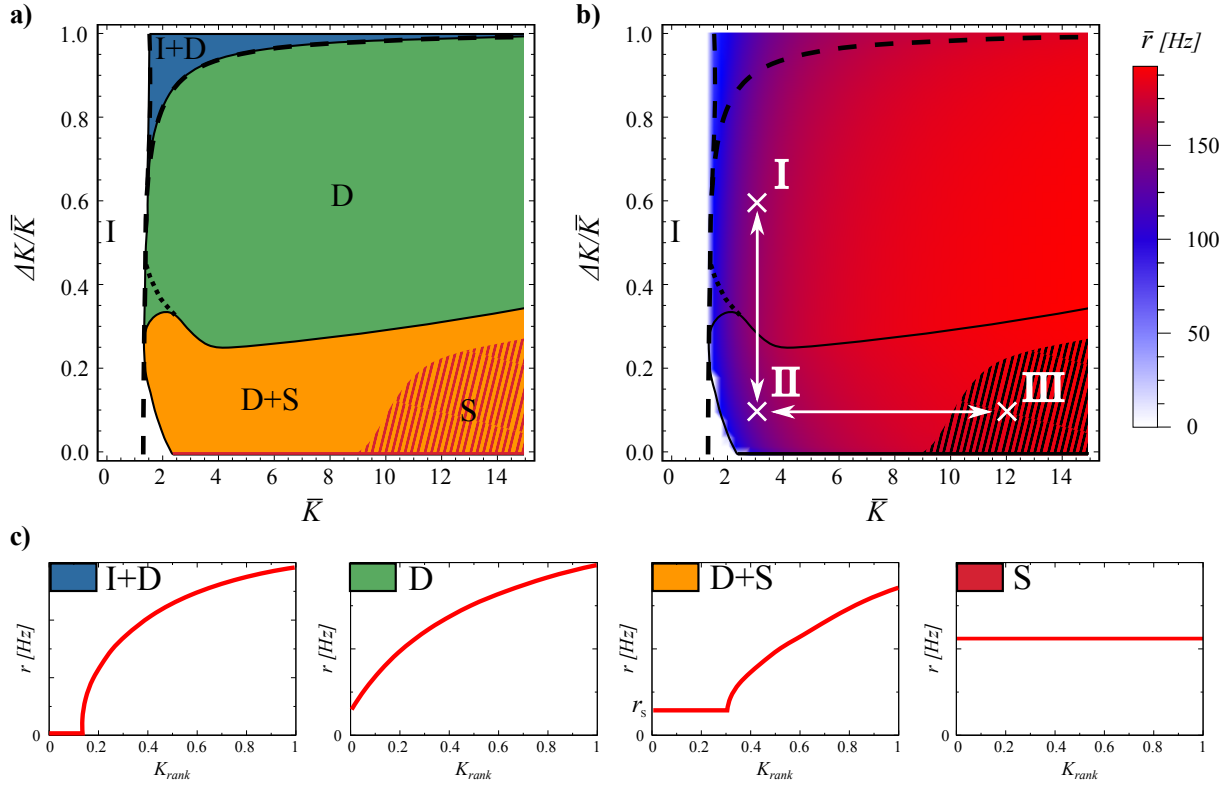 a)
1.0
0.8
0.6
0.4
0.2
0.0
ΔK/K̅
I+D
D
I
D+S
S
0 2 4 6 8 10 12 14
K̅
b)
1.0
0.8
0.6
0.4
0.2
0.0
ΔK/K̅
I
I
II
III
0 2 4 6 8 10 12 14
K̅
r̅ [Hz]
150
100
50
0
c)
I+D
r [Hz]
0
0 0.2 0.4 0.6 0.8 1
K_rank
D
r [Hz]
0
0 0.2 0.4 0.6 0.8 1
K_rank
D+S
r [Hz]
r_s
0
0 0.2 0.4 0.6 0.8 1
K_rank
S
r [Hz]
0
0 0.2 0.4 0.6 0.8 1
K_rank